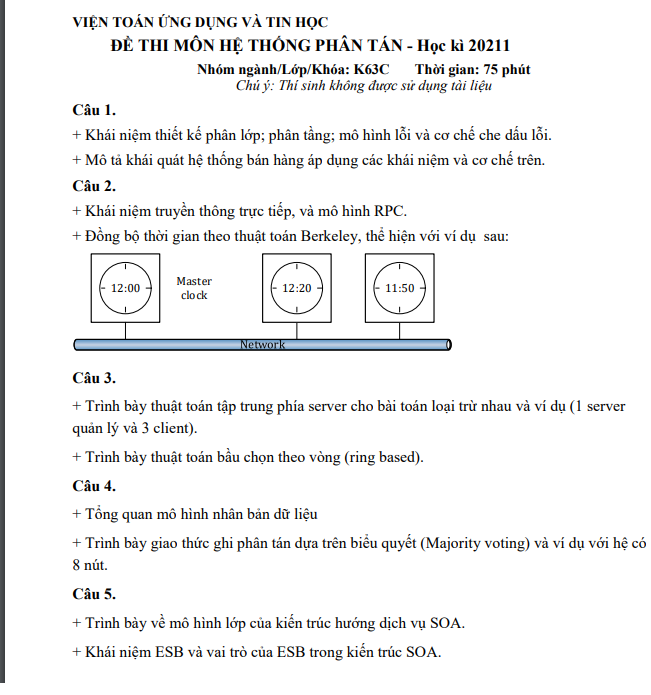 VIỆN TOÁN ỨNG DỤNG VÀ TIN HỌC
ĐỀ THI MÔN HỆ THỐNG PHÂN TÁN - Học kì 20211
Nhóm ngành/Lớp/Khóa: K63C Thời gian: 75 phút
Chú ý: Thí sinh không được sử dụng tài liệu
Câu 1.
+ Khái niệm thiết kế phân lớp; phân tầng; mô hình lỗi và cơ chế che dấu lỗi.
+ Mô tả khái quát hệ thống bán hàng áp dụng các khái niệm và cơ chế trên.
Câu 2.
+ Khái niệm truyền thông trực tiếp, và mô hình RPC.
+ Đồng bộ thời gian theo thuật toán Berkeley, thể hiện với ví dụ sau:
12:00
Master
clock
12:20
11:50
Network
Câu 3.
+ Trình bày thuật toán tập trung phía server cho bài toán loại trừ nhau và ví dụ (1 server
quản lý và 3 client).
+ Trình bày thuật toán bầu chọn theo vòng (ring based).
Câu 4.
+ Tổng quan mô hình nhân bản dữ liệu
+ Trình bày giao thức ghi phân tán dựa trên biểu quyết (Majority voting) và ví dụ với hệ có
8 nút.
Câu 5.
+ Trình bày về mô hình lớp của kiến trúc hướng dịch vụ SOA.
+ Khái niệm ESB và vai trò của ESB trong kiến trúc SOA.